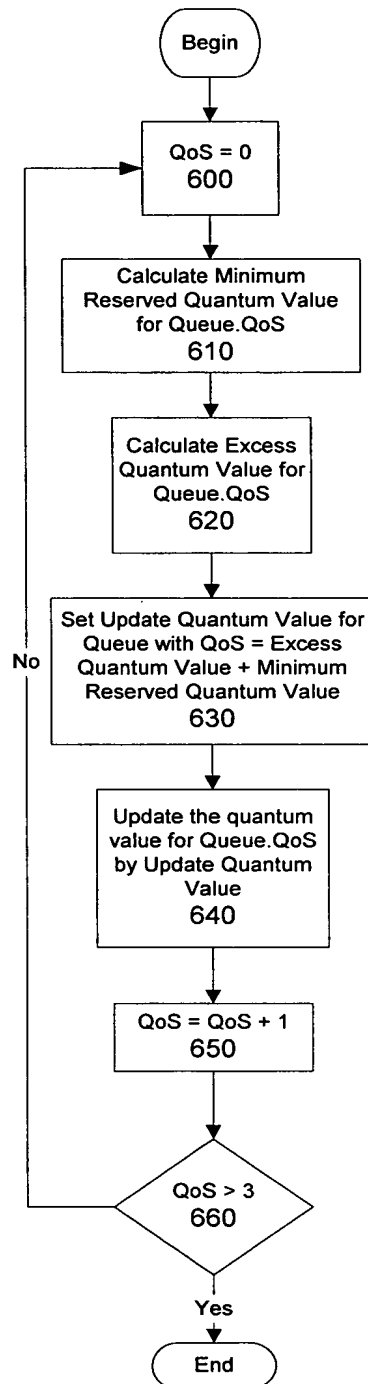 Begin
QoS = 0
600
Calculate Minimum
Reserved Quantum Value
for Queue.QoS
610
Calculate Excess
Quantum Value for
Queue.QoS
620
Set Update Quantum Value for
Queue with QoS = Excess
Quantum Value + Minimum
Reserved Quantum Value
630
No
Update the quantum
value for Queue.QoS
by Update Quantum
Value
640
QoS = QoS + 1
650
QoS > 3
660
Yes
End